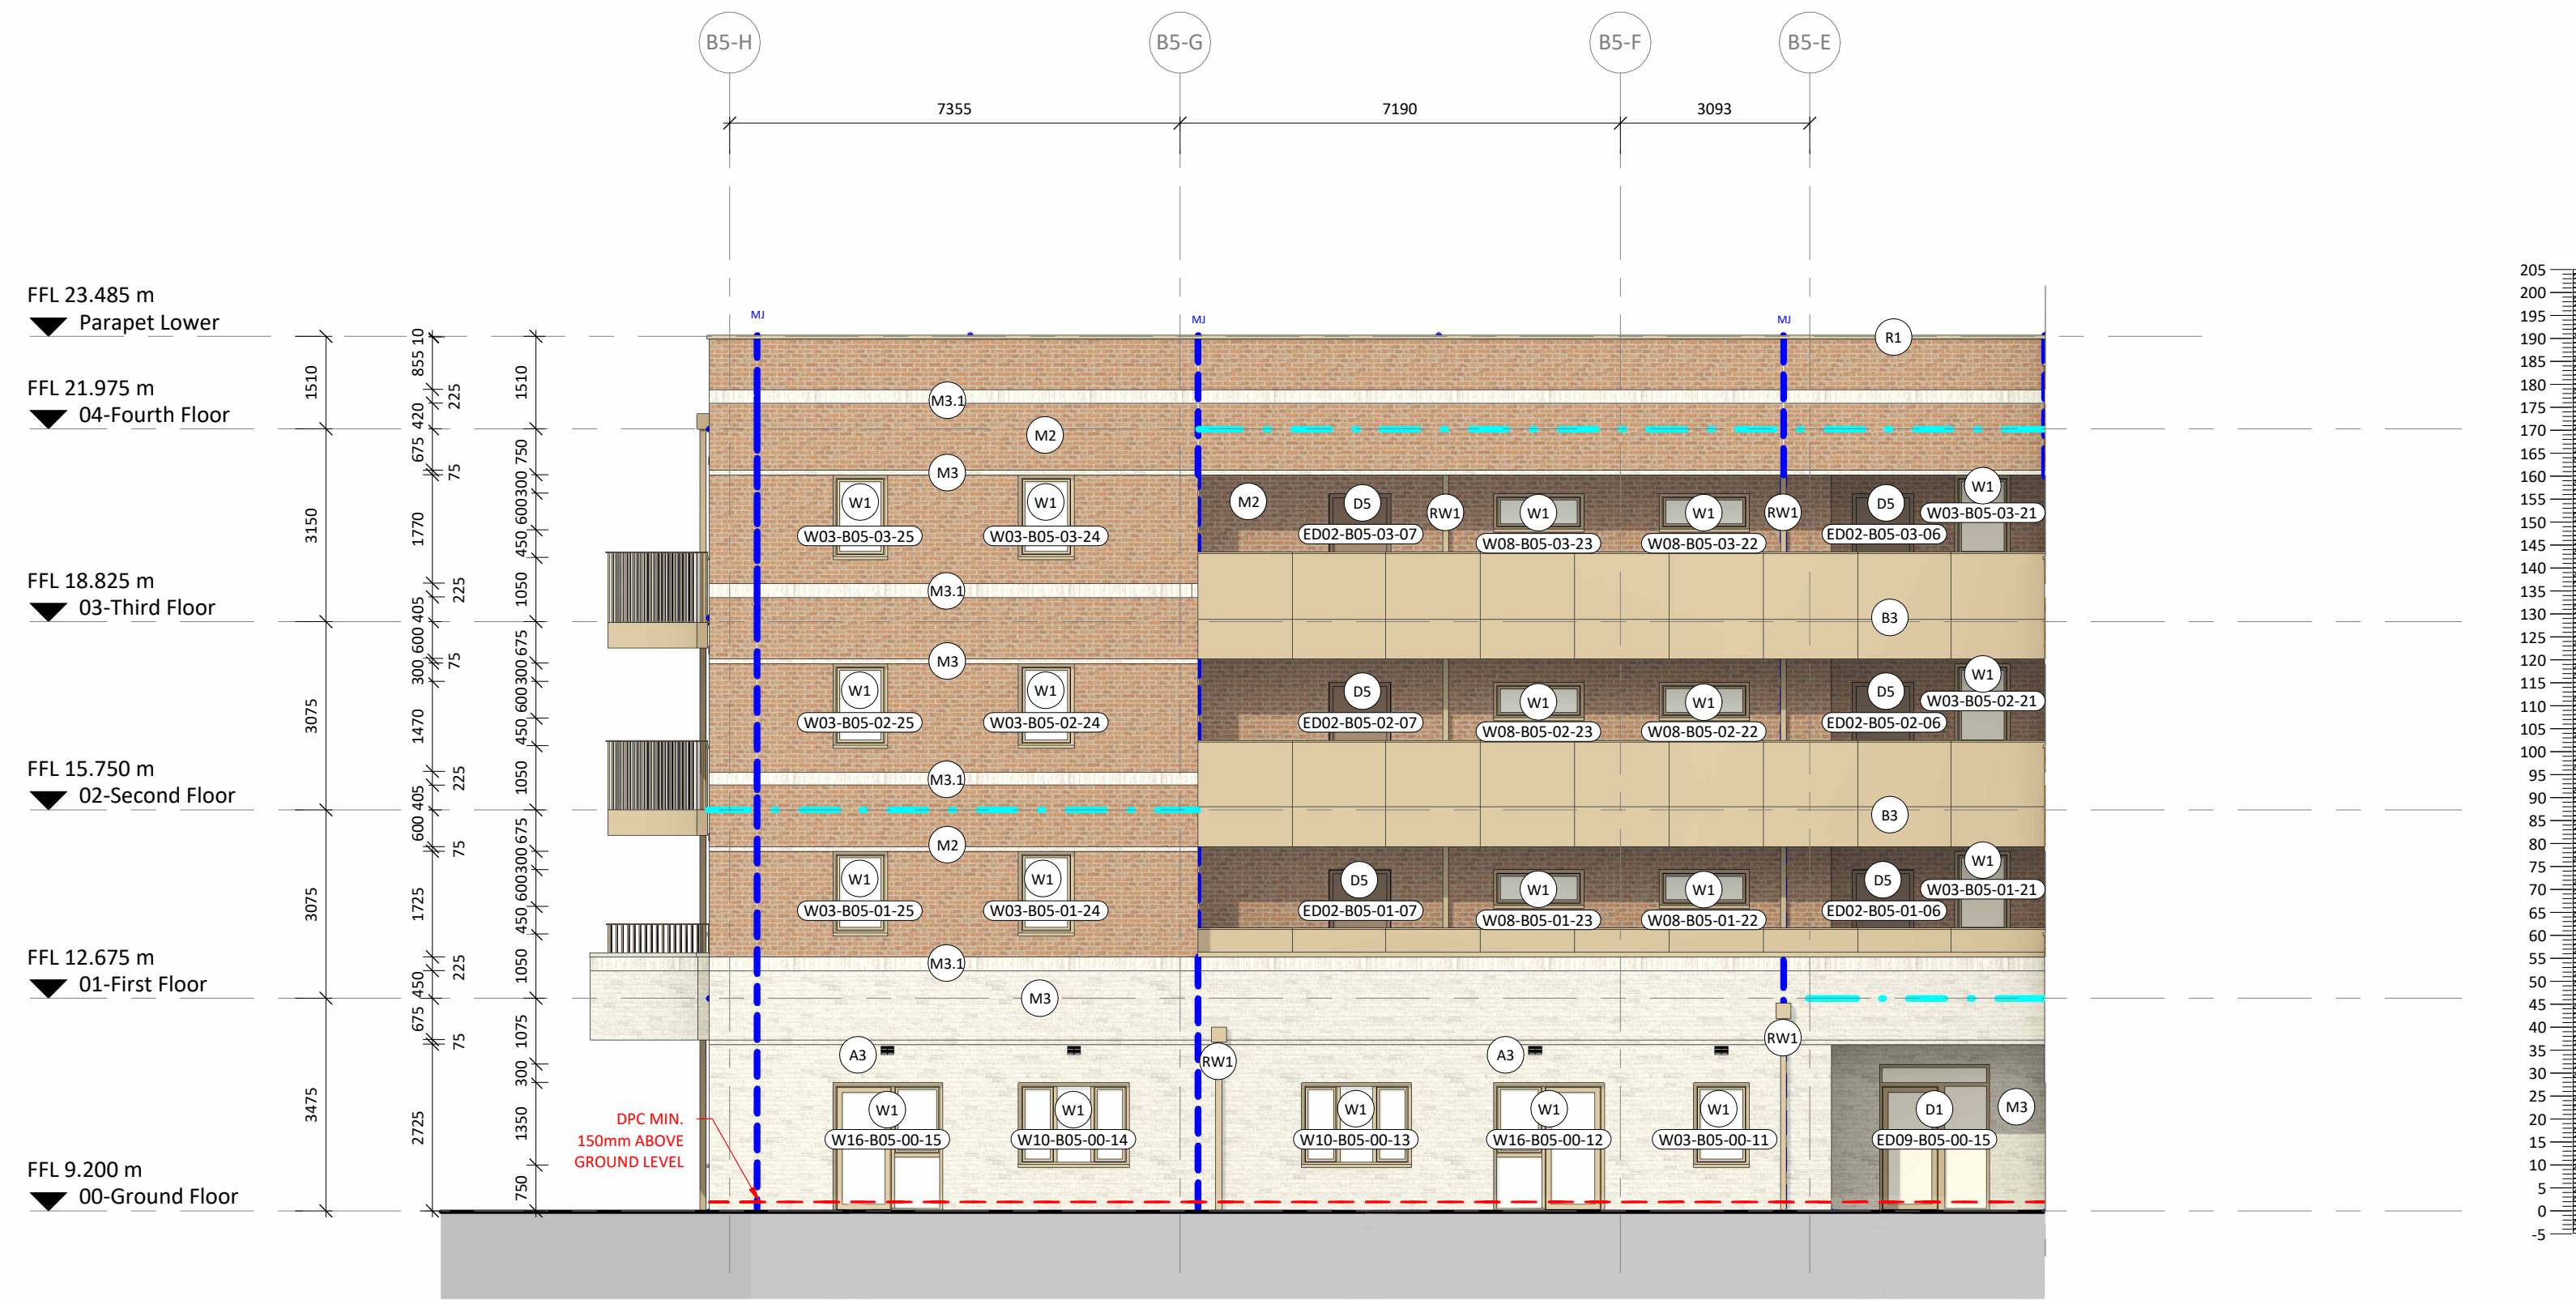 B5-H
B5-G
B5-F
B5-E
7355
7190
3093
FFL 23.485 m
Parapet Lower
FFL 21.975 m
04-Fourth Floor
FFL 18.825 m
03-Third Floor
FFL 15.750 m
02-Second Floor
FFL 12.675 m
01-First Floor
FFL 9.200 m
00-Ground Floor
1510
3150
3075
3075
3475
10
855
225
420
675
75
1770
225
405
600
75
300
1470
225
405
600
75
1725
225
450
675
75
2725
1510
750
300
600
450
1050
675
300
600
450
1050
675
300
600
450
1050
1075
300
1350
750
MJ
MJ
MJ
R1
M3.1
M2
M3
W1
W1
M2
D5
RW1
W1
W1
RW1
D5
W1
W03-B05-03-25
W03-B05-03-24
ED02-B05-03-07
W08-B05-03-23
W08-B05-03-22
ED02-B05-03-06
W03-B05-03-21
M3.1
B3
M3
W1
W1
D5
W1
W1
D5
W1
W03-B05-02-25
W03-B05-02-24
ED02-B05-02-07
W08-B05-02-23
W08-B05-02-22
ED02-B05-02-06
W03-B05-02-21
M3.1
B3
M2
W1
W1
D5
W1
W1
D5
W1
W03-B05-01-25
W03-B05-01-24
ED02-B05-01-07
W08-B05-01-23
W08-B05-01-22
ED02-B05-01-06
W03-B05-01-21
M3.1
M3
A3
RW1
A3
RW1
W1
W1
W1
W1
W1
D1
M3
W16-B05-00-15
W10-B05-00-14
W10-B05-00-13
W16-B05-00-12
W03-B05-00-11
ED09-B05-00-15
DPC MIN.
150mm ABOVE
GROUND LEVEL
205
200
195
190
185
180
175
170
165
160
155
150
145
140
135
130
125
120
115
110
105
100
95
90
85
80
75
70
65
60
55
50
45
40
35
30
25
20
15
10
5
0
-5